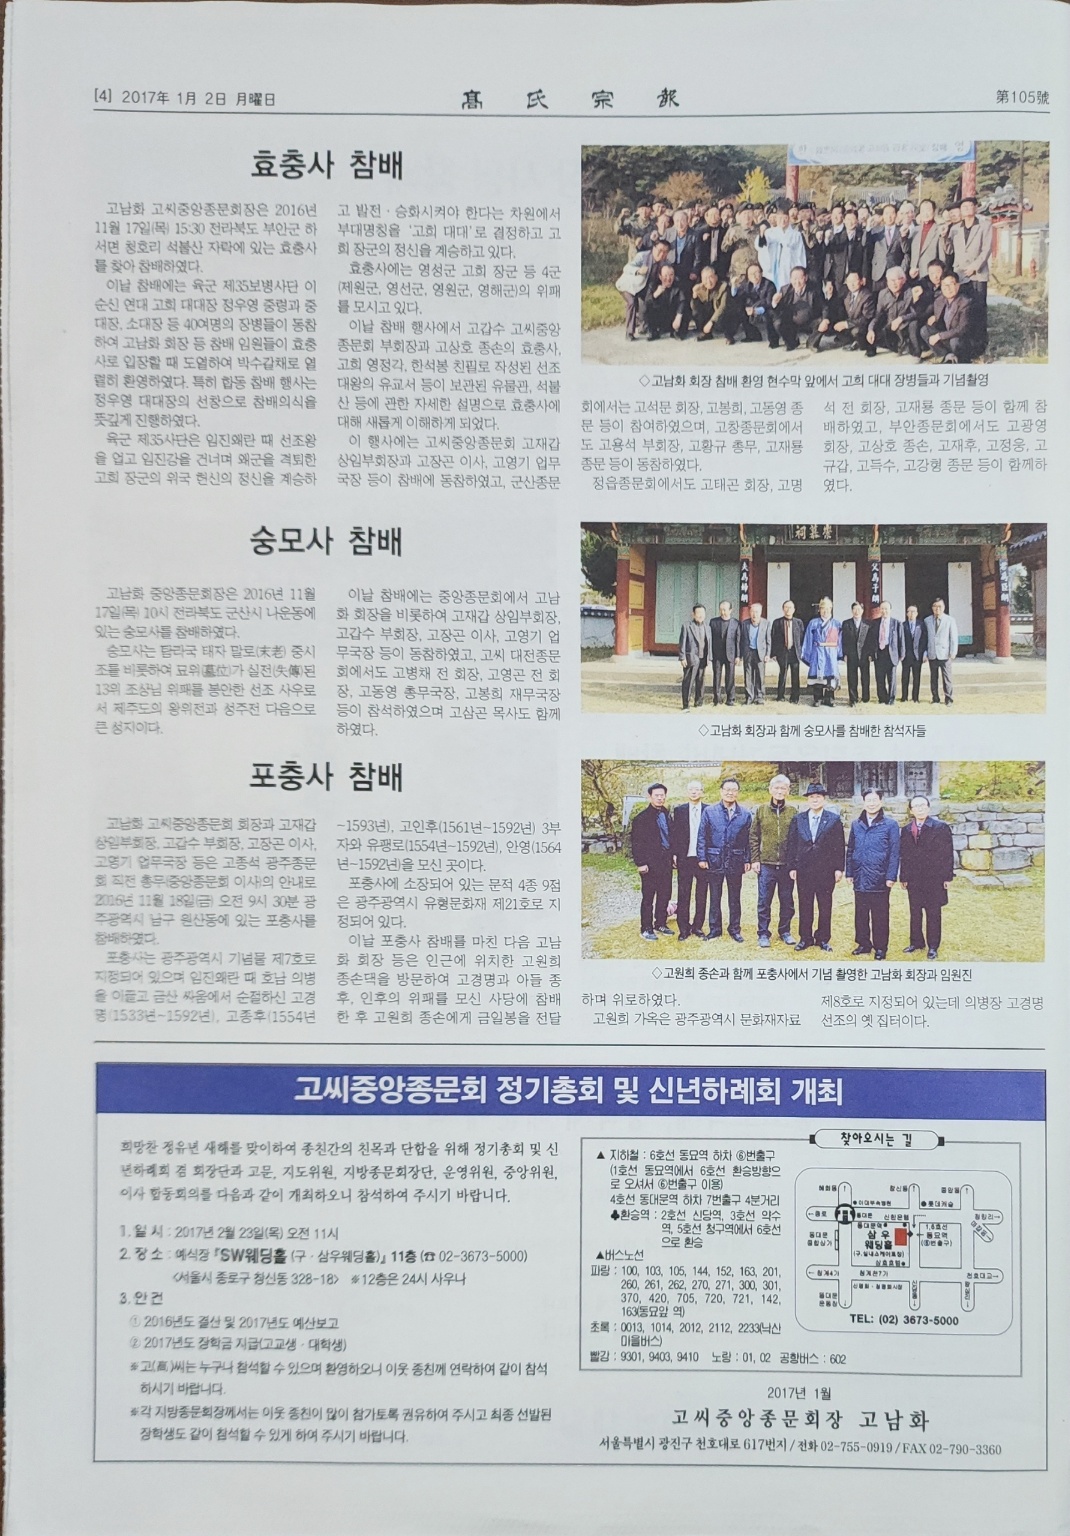 [4] 2017年 1月 2日 月曜日
髙氏宗報
第105號
효충사 참배
고남화 고씨중앙종문회장은 2016년
11월 17일(목) 15:30 전라북도 부안군 하
서면 청호리 석불산 자락에 있는 효충사
를 찾아 참배하였다.
이날 참배에는 육군 제35보병사단 이
순신 연대 고희 대대장 정우영 중령과 중
대장, 소대장 등 40여명의 장병들이 동참
하여 고남화 회장 등 참배 임원들이 효충
사로 입장할 때 도열하여 박수갈채로 열
렬히 환영하였다. 특히 합동 참배 행사는
정우영 대대장의 선창으로 참배의식을
뜻깊게 진행하였다.
육군 제35사단은 임진왜란 때 선조왕
을 업고 임진강을 건너며 왜군을 격퇴한
고희 장군의 위국 헌신의 정신을 계승하
고 발전·승화시켜야 한다는 차원에서
부대명칭을 '고희 대대'로 결정하고 고
희 장군의 정신을 계승하고 있다.
효충사에는 영성군 고희 장군 등 4군
(제원군, 영선군, 영원군, 영해군)의 위패
를 모시고 있다.
이날 참배 행사에서 고갑수 고씨중앙
종문회 부회장과 고상호 종손의 효충사,
고희 영정각, 한석봉 친필로 작성된 선조
대왕의 유교서 등이 보관된 유물관, 석불
산 등에 관한 자세한 설명으로 효충사에
대해 새롭게 이해하게 되었다.
이 행사에는 고씨중앙종문회 고재갑
상임부회장과 고장곤 이사, 고영기 업무
국장 등이 참배에 동참하였고, 군산종문
◇고남화 회장 참배 환영 현수막 앞에서 고희 대대 장병들과 기념촬영
회에서는 고석문 회장, 고봉희, 고동영 종
문 등이 참여하였으며, 고창종문회에서
도 고용석 부회장, 고황규 총무, 고재룡
종문 등이 동참하였다.
정읍종문회에서도 고태곤 회장, 고명
석 전 회장, 고재룡 종문 등이 함께 참
배하였고, 부안종문회에서도 고광영
회장, 고상호 종손, 고재후, 고정웅, 고
규갑, 고득수, 고강형 종문 등이 함께하
였다.
숭모사 참배
고남화 중앙종문회장은 2016년 11월
17일(목) 10시 전라북도 군산시 나운동에
있는 숭모사를 참배하였다.
숭모사는 탐라국 태자 말로(末老) 중시
조를 비롯하여 묘위(墓位)가 실전(失傳)된
13위 조상님 위패를 봉안한 선조 사우로
서 제주도의 왕위전과 성주전 다음으로
큰 성지이다.
이날 참배에는 중앙종문회에서 고남
화 회장을 비롯하여 고재갑 상임부회장,
고갑수 부회장, 고장곤 이사, 고영기 업
무국장 등이 동참하였고, 고씨 대전종문
회에서도 고병채 전 회장, 고영곤 전 회
장, 고동영 총무국장, 고봉희 재무국장
등이 참석하였으며 고삼곤 목사도 함께
하였다.
崇慕祠
夫爲婦綱
父爲子綱
君爲臣綱
◇고남화 회장과 함께 숭모사를 참배한 참석자들
포충사 참배
고남화 고씨중앙종문회 회장과 고재갑
상임부회장, 고갑수 부회장, 고장곤 이사,
고영기 업무국장 등은 고종석 광주종문
회 직전 총무(중앙종문회 이사)의 안내로
2016년 11월 18일(금) 오전 9시 30분 광
주광역시 남구 원산동에 있는 포충사를
참배하였다.
포충사는 광주광역시 기념물 제7호로
지정되어 있으며 임진왜란 때 호남 의병
을 이끌고 금산 싸움에서 순절하신 고경
명(1533년~1592년), 고종후(1554년
~1593년), 고인후(1561년~1592년) 3부
자와 유팽로(1554년~1592년), 안영(1564
년~1592년)을 모신 곳이다.
포충사에 소장되어 있는 문적 4종 9점
은 광주광역시 유형문화재 제21호로 지
정되어 있다.
이날 포충사 참배를 마친 다음 고남
화 회장 등은 인근에 위치한 고원희
종손댁을 방문하여 고경명과 아들 종
후, 인후의 위패를 모신 사당에 참배
한 후 고원희 종손에게 금일봉을 전달
◇고원희 종손과 함께 포충사에서 기념 촬영한 고남화 회장과 임원진
하며 위로하였다.
고원희 가옥은 광주광역시 문화재자료
제8호로 지정되어 있는데 의병장 고경명
선조의 옛 집터이다.
고씨중앙종문회 정기총회 및 신년하례회 개최
희망찬 정유년 새해를 맞이하여 종친간의 친목과 단합을 위해 정기총회 및 신
년하례회 겸 회장단과 고문, 지도위원, 지방종문회장단, 운영위원, 중앙위원,
이사 합동회의를 다음과 같이 개최하오니 참석하여 주시기 바랍니다.
1. 일 시 : 2017년 2월 23일(목) 오전 11시
2. 장 소 : 예식장 『SW웨딩홀 (구·삼우웨딩홀)』 11층 (☎ 02-3673-5000)
〈서울시 종로구 창신동 328-18〉 ※12층은 24시 사우나
3. 안 건
① 2016년도 결산 및 2017년도 예산보고
② 2017년도 장학금 지급(고교생·대학생)
※고(髙)씨는 누구나 참석할 수 있으며 환영하오니 이웃 종친께 연락하여 같이 참석
하시기 바랍니다.
※각 지방종문회장께서는 이웃 종친이 많이 참가토록 권유하여 주시고 최종 선발된
장학생도 같이 참석할 수 있게 하여 주시기 바랍니다.
찾아오시는 길
▲ 지하철 : 6호선 동묘역 하차 ⑥번출구
(1호선 동묘역에서 6호선 환승방향으
로 오셔서 ⑥번출구 이용)
4호선 동대문역 하차 7번출구 4분거리
♣환승역 : 2호선 신당역, 3호선 약수
역, 5호선 청구역에서 6호선
으로 환승
▲버스노선
파랑 : 100, 103, 105, 144, 152, 163, 201,
260, 261, 262, 270, 271, 300, 301,
370, 420, 705, 720, 721, 142,
163(동묘앞 역)
초록 : 0013, 1014, 2012, 2112, 2233(낙산
마을버스)
빨강 : 9301, 9403, 9410 노랑 : 01, 02 공항버스 : 602
혜화동
창신동
중랑동
●이대부속병원
●롯데캐슬
종로
동대문
신한은행
청량리
동대문역
1,6호선
동묘역
(⑥번출구)
삼우
웨딩홀
동대문
종합상가
삼호호텔
청계4가
청계천7가
천호대교
동대문
운동장
TEL: (02) 3673-5000
2017년 1월
고씨중앙종문회장 고남화
서울특별시 광진구 천호대로 617번지 / 전화 02-755-0919 / FAX 02-790-3360